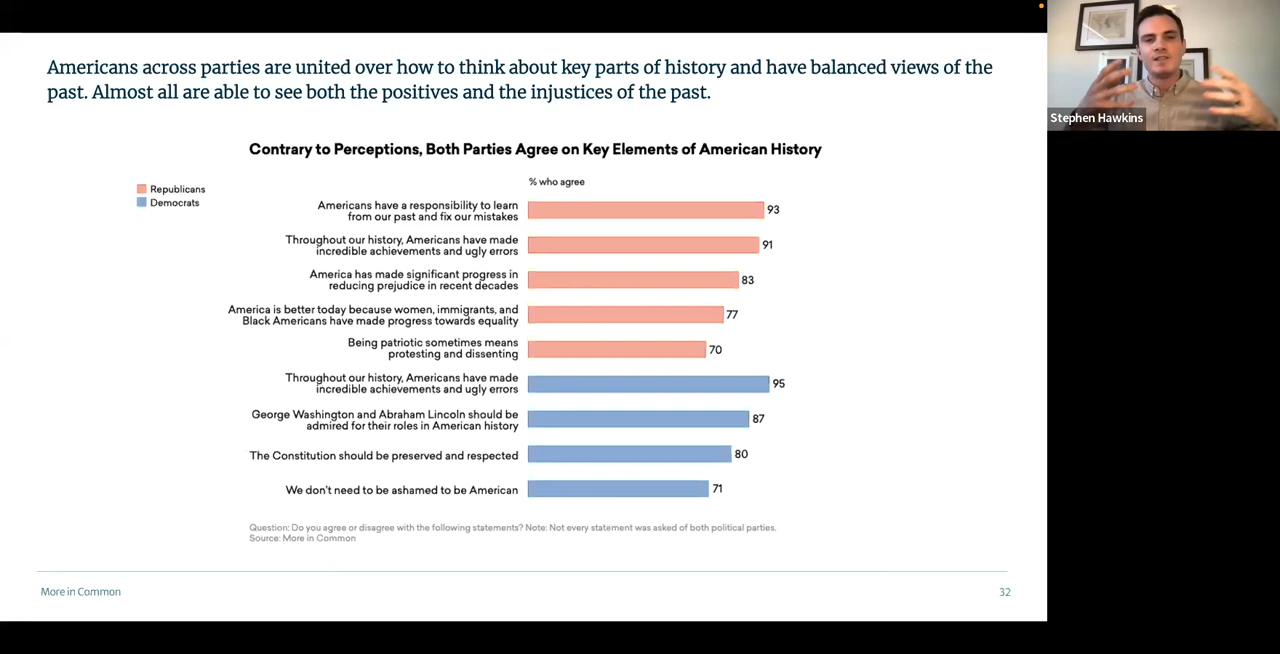 Americans across parties are united over how to think about key parts of history and have balanced views of the
past. Almost all are able to see both the positives and the injustices of the past.
Stephen Hawkins
Contrary to Perceptions, Both Parties Agree on Key Elements of American History
% who agree
Republicans
Democrats
Americans have a responsibility to learn
from our past and fix our mistakes
93
Throughout our history, Americans have made
incredible achievements and ugly errors
91
America has made significant progress in
reducing prejudice in recent decades
83
America is better today because women, immigrants, and
Black Americans have made progress towards equality
77
Being patriotic sometimes means
protesting and dissenting
70
Throughout our history, Americans have made
incredible achievements and ugly errors
95
George Washington and Abraham Lincoln should be
admired for their roles in American history
87
The Constitution should be preserved and respected
80
We don't need to be ashamed to be American
71
Question: Do you agree or disagree with the following statements? Note: Not every statement was asked of both political parties.
Source: More in Common
More in Common
32